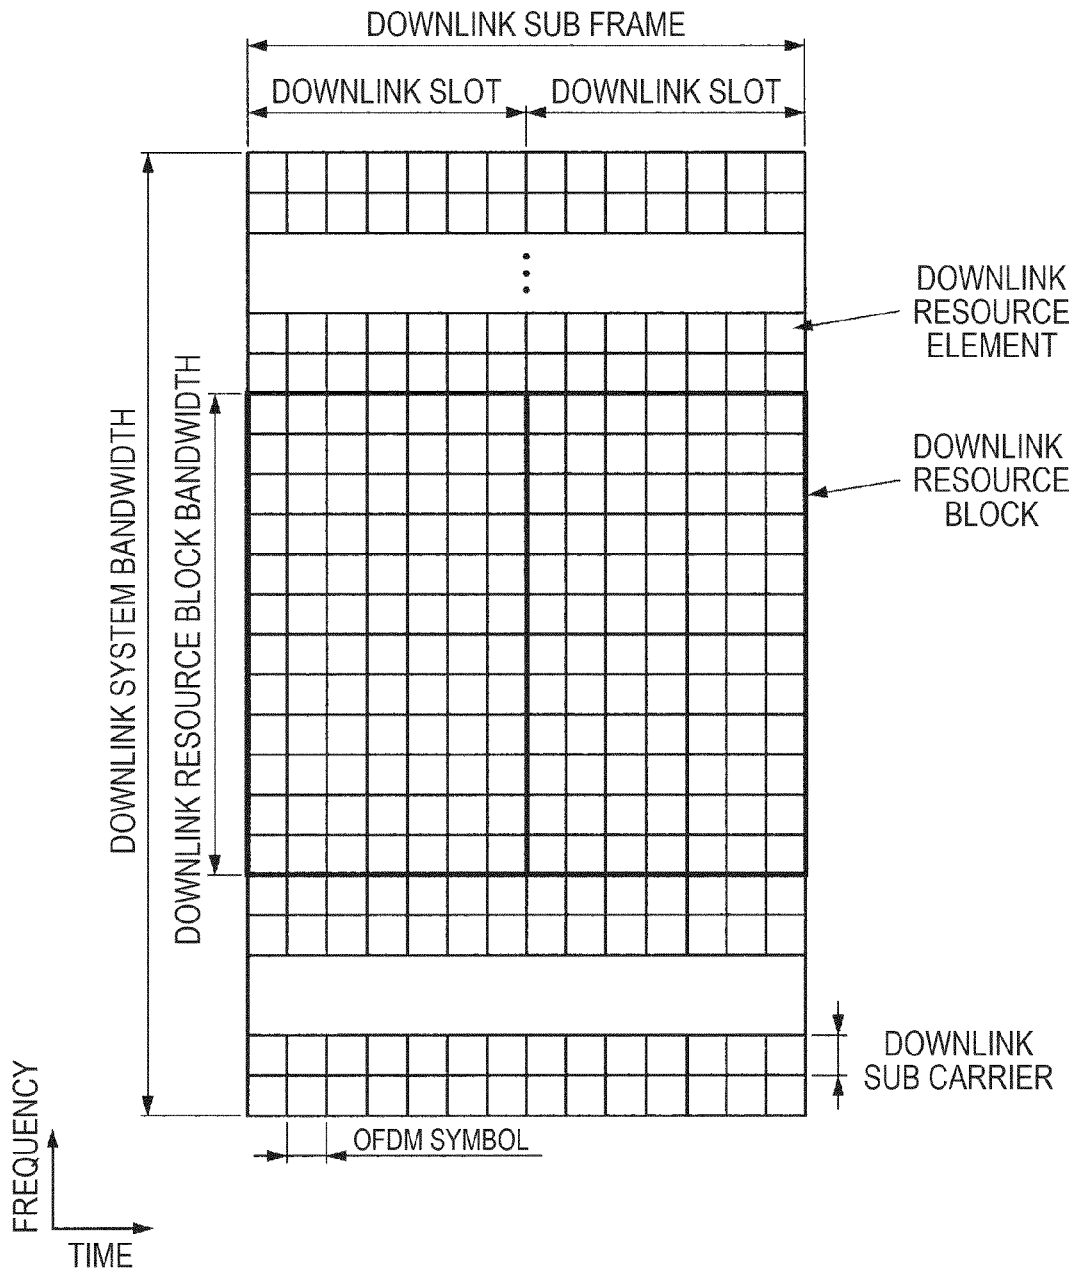 DOWNLINK SUB FRAME
DOWNLINK SLOT
DOWNLINK SLOT
DOWNLINK
RESOURCE
ELEMENT
DOWNLINK
RESOURCE
BLOCK
DOWNLINK SYSTEM BANDWIDTH
DOWNLINK RESOURCE BLOCK BANDWIDTH
DOWNLINK
SUB CARRIER
OFDM SYMBOL
FREQUENCY
TIME